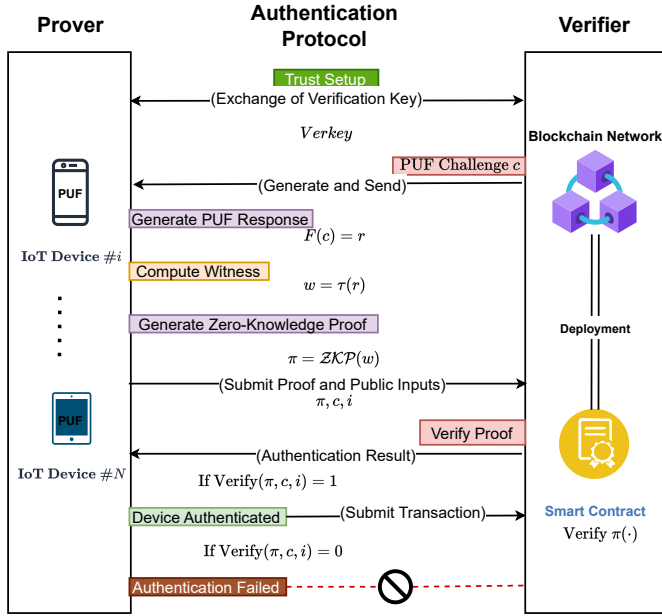 Prover
Authentication
Protocol
Verifier
Trust Setup
(Exchange of Verification Key)
Verkey
Blockchain Network
PUF Challenge c
(Generate and Send)
PUF
Generate PUF Response
F(c) = r
IoT Device #i
Compute Witness
w = τ(r)
Generate Zero-Knowledge Proof
Deployment
π = ZKP(w)
(Submit Proof and Public Inputs)
π, c, i
PUF
Verify Proof
(Authentication Result)
IoT Device #N
If Verify(π, c, i) = 1
Device Authenticated
(Submit Transaction)
Smart Contract
Verify π(·)
If Verify(π, c, i) = 0
Authentication Failed